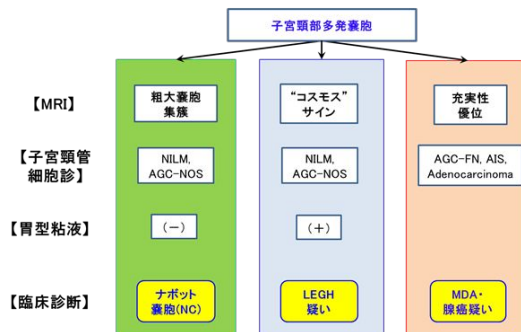 子宮頸部多発嚢胞
【MRI】
粗大嚢胞
集簇
“コスモス”
サイン
充実性
優位
【子宮頸管
細胞診】
NILM,
AGC-NOS
NILM,
AGC-NOS
AGC-FN, AIS,
Adenocarcinoma
【胃型粘液】
（－）
（＋）
【臨床診断】
ナボット
嚢胞(NC)
LEGH
疑い
MDA・
腺癌疑い